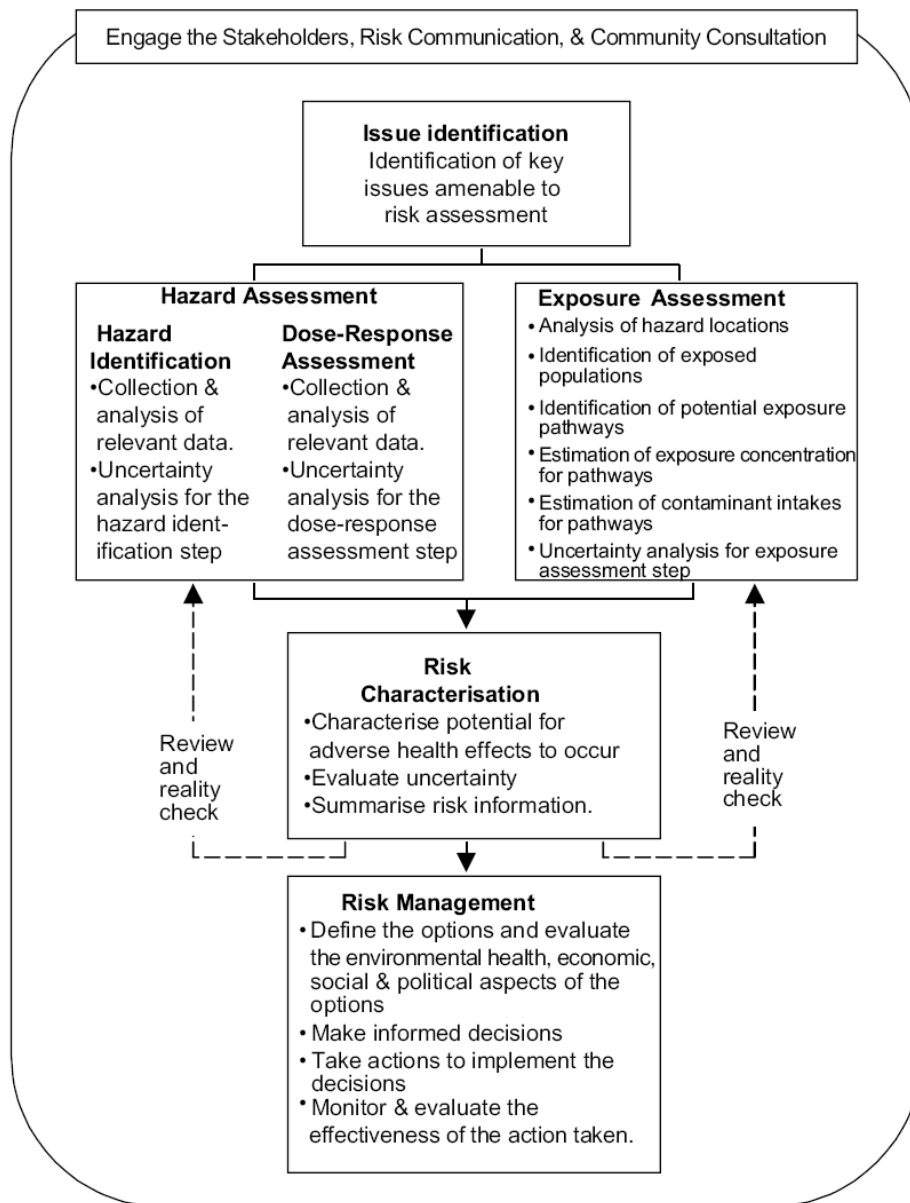 Engage the Stakeholders, Risk Communication, & Community Consultation
Issue identification
Identification of key
issues amenable to
risk assessment
Hazard Assessment
Hazard
Identification
•Collection &
analysis of
relevant data.
•Uncertainty
analysis for the
hazard ident-
ification step
Dose-Response
Assessment
•Collection &
analysis of
relevant data.
•Uncertainty
analysis for the
dose-response
assessment step
Exposure Assessment
• Analysis of hazard locations
• Identification of exposed
populations
• Identification of potential exposure
pathways
• Estimation of exposure concentration
for pathways
• Estimation of contaminant intakes
for pathways
• Uncertainty analysis for exposure
assessment step
Risk
Characterisation
•Characterise potential for
adverse health effects to occur
•Evaluate uncertainty
•Summarise risk information.
Review
and
reality
check
Review
and
reality
check
Risk Management
• Define the options and evaluate
the environmental health, economic,
social & political aspects of the
options
• Make informed decisions
• Take actions to implement the
decisions
• Monitor & evaluate the
effectiveness of the action taken.